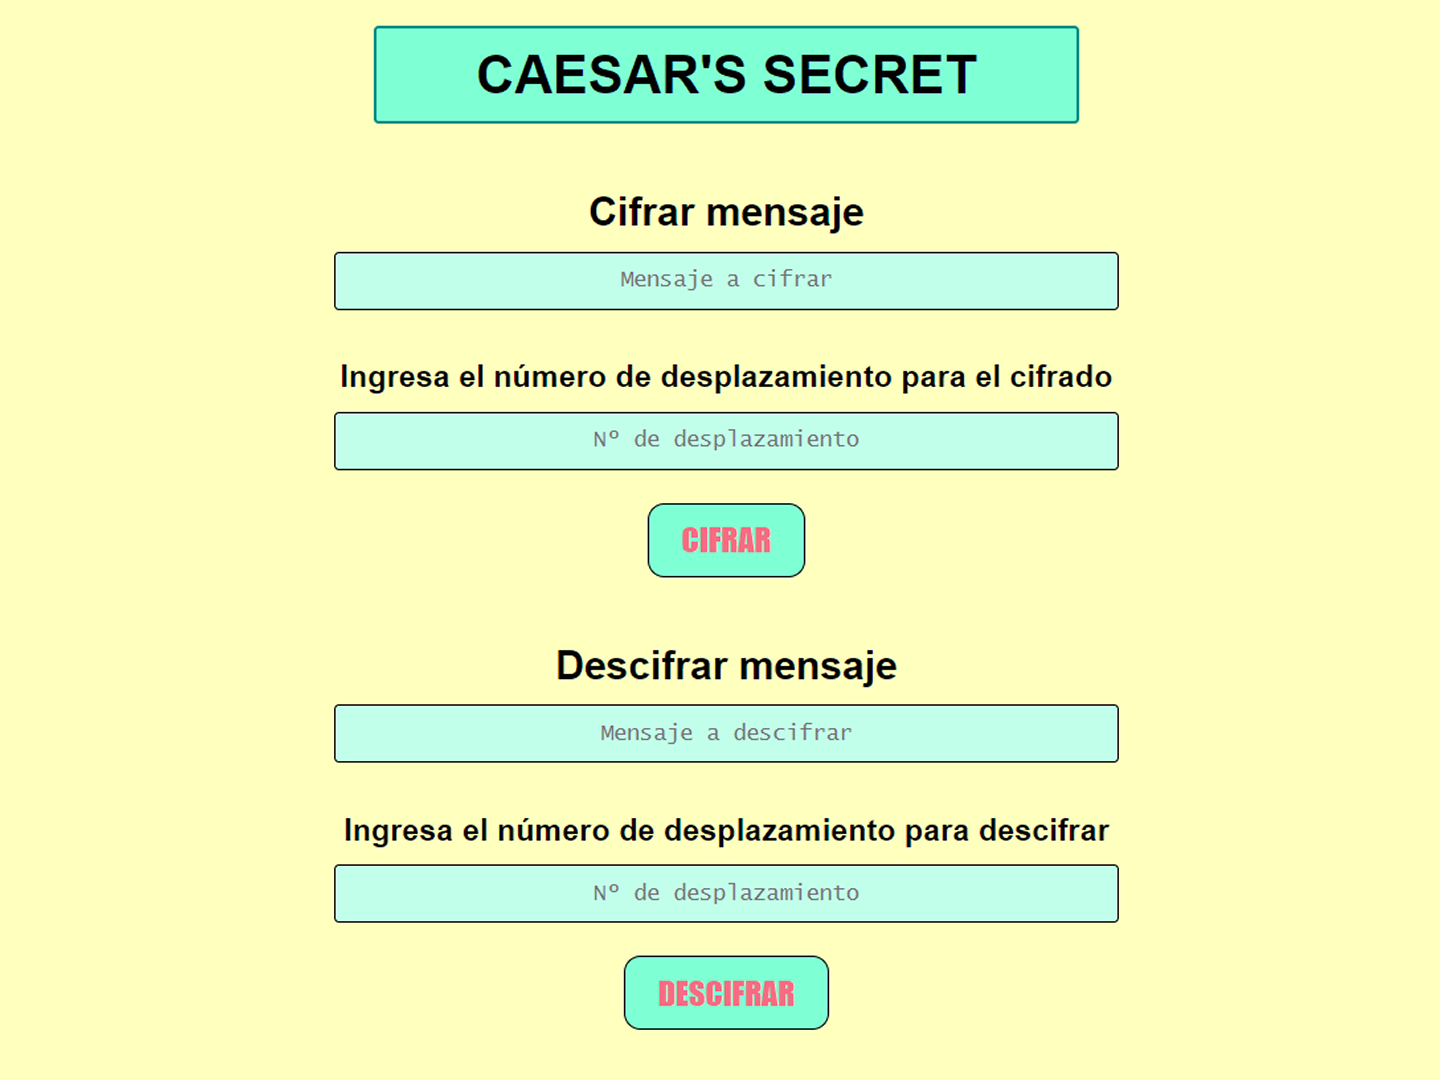 CAESAR'S SECRET
Cifrar mensaje
Mensaje a cifrar
Ingresa el número de desplazamiento para el cifrado
Nº de desplazamiento
CIFRAR
Descifrar mensaje
Mensaje a descifrar
Ingresa el número de desplazamiento para descifrar
Nº de desplazamiento
DESCIFRAR